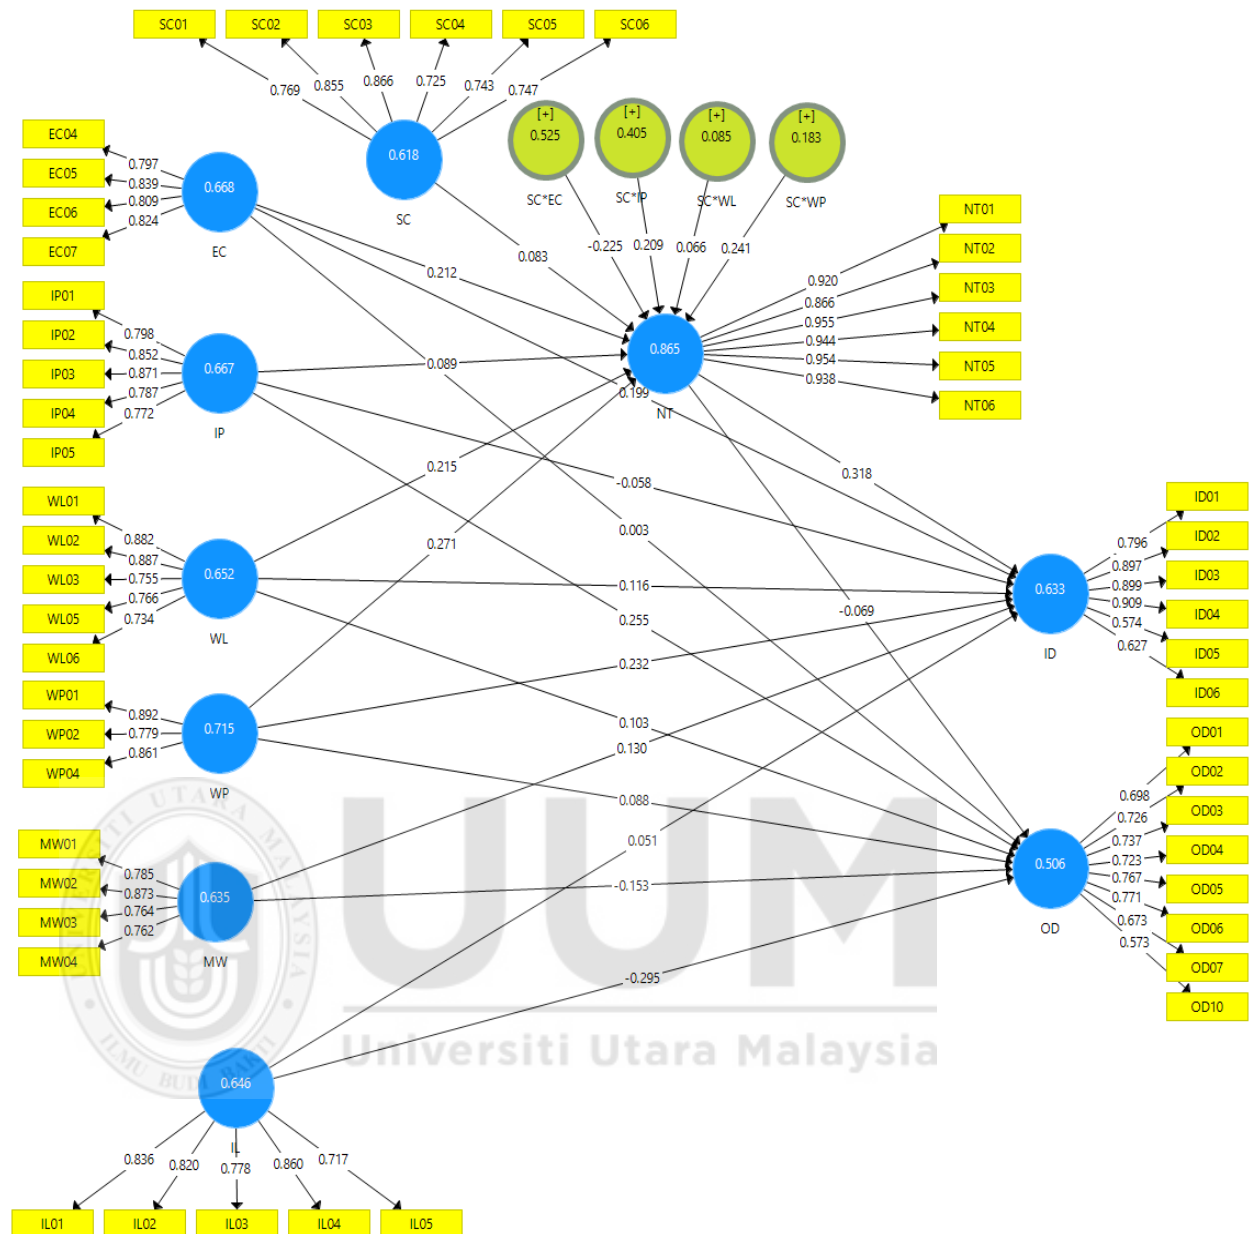 SC01 SC02 SC03 SC04 SC05 SC06
0.769 0.855 0.866 0.725 0.743 0.747
0.618
SC
[+] [+] [+] [+]
0.525 0.405 0.085 0.183
SC*EC SC*IP SC*WL SC*WP
-0.225 0.209 0.066 0.241
0.083
EC04
EC05
EC06
EC07
0.797
0.839
0.809
0.824
0.668
EC
0.212
0.199
0.003
IP01
IP02
IP03
IP04
IP05
0.798
0.852
0.871
0.787
0.772
0.667
IP
0.089
-0.058
0.255
WL01
WL02
WL03
WL05
WL06
0.882
0.887
0.755
0.766
0.734
0.652
WL
0.215
0.116
0.103
WP01
WP02
WP04
0.892
0.779
0.861
0.715
WP
0.271
0.232
0.088
MW01
MW02
MW03
MW04
0.785
0.873
0.764
0.762
0.635
MW
0.130
-0.153
0.646
IL
0.051
-0.295
0.836 0.820 0.778 0.860 0.717
IL01 IL02 IL03 IL04 IL05
0.865
NT
0.318
-0.069
0.920
0.866
0.955
0.944
0.954
0.938
NT01
NT02
NT03
NT04
NT05
NT06
0.633
ID
0.796
0.897
0.899
0.909
0.574
0.627
ID01
ID02
ID03
ID04
ID05
ID06
0.506
OD
0.698
0.726
0.737
0.723
0.767
0.771
0.673
0.573
OD01
OD02
OD03
OD04
OD05
OD06
OD07
OD10
UUM
Universiti Utara Malaysia
UNIVERSITI UTARA MALAYSIA
ILMU BUDI BAKTI